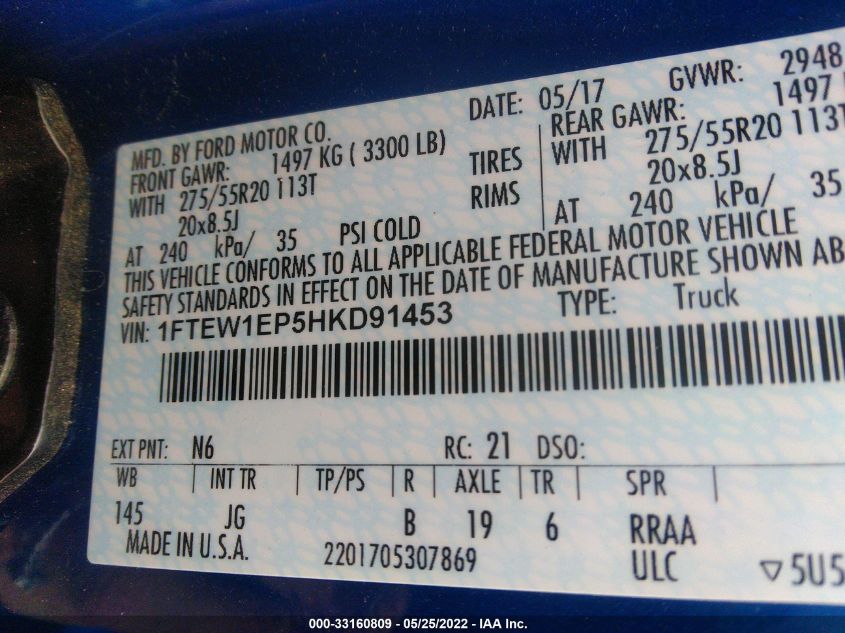 MFD. BY FORD MOTOR CO. DATE: 05/17 GVWR: 2948
FRONT GAWR: 1497 KG ( 3300 LB) REAR GAWR: 1497
WITH 275/55R20 113T TIRES WITH 275/55R20 113T
20x8.5J RIMS 20x8.5J
AT 240 kPa/ 35 PSI COLD AT 240 kPa/ 35
THIS VEHICLE CONFORMS TO ALL APPLICABLE FEDERAL MOTOR VEHICLE
SAFETY STANDARDS IN EFFECT ON THE DATE OF MANUFACTURE SHOWN AB
VIN: 1FTEW1EP5HKD91453 TYPE: Truck
EXT PNT: N6 RC: 21 DSO:
WB INT TR TP/PS R AXLE TR SPR
145 JG B 19 6 RRAA
MADE IN U.S.A. 2201705307869 ULC ▽5U5
000-33160809 - 05/25/2022 - IAA Inc.